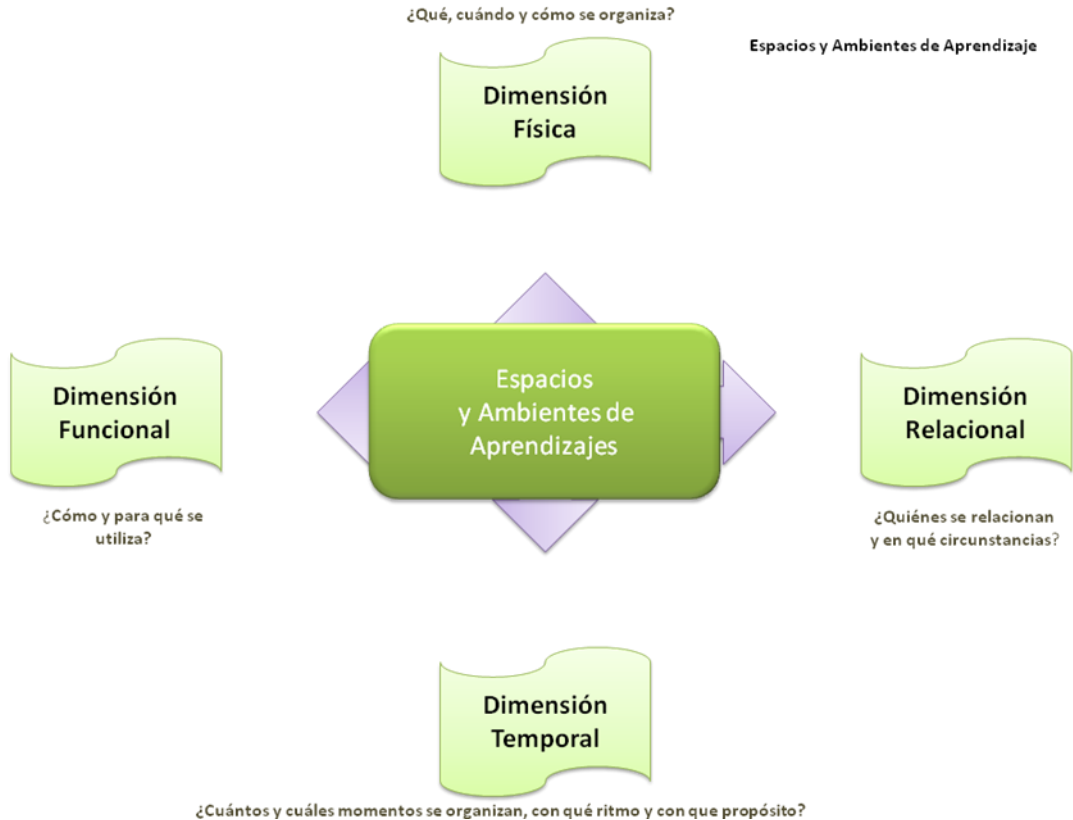 ¿Qué, cuándo y cómo se organiza?
Espacios y Ambientes de Aprendizaje
Dimensión
Física
Espacios
y Ambientes de
Aprendizajes
Dimensión
Funcional
¿Cómo y para qué se
utiliza?
Dimensión
Relacional
¿Quiénes se relacionan
y en qué circunstancias?
Dimensión
Temporal
¿Cuántos y cuáles momentos se organizan, con qué ritmo y con que propósito?